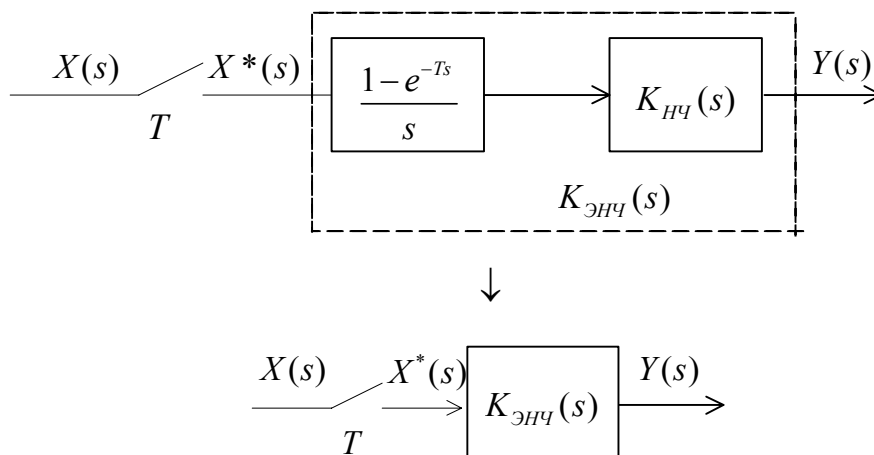 X(s) X*(s) 1-e^{-Ts} / s K_{НЧ}(s) Y(s)
T
K_{ЭНЧ}(s)
↓
X(s) X^*(s) K_{ЭНЧ}(s) Y(s)
T